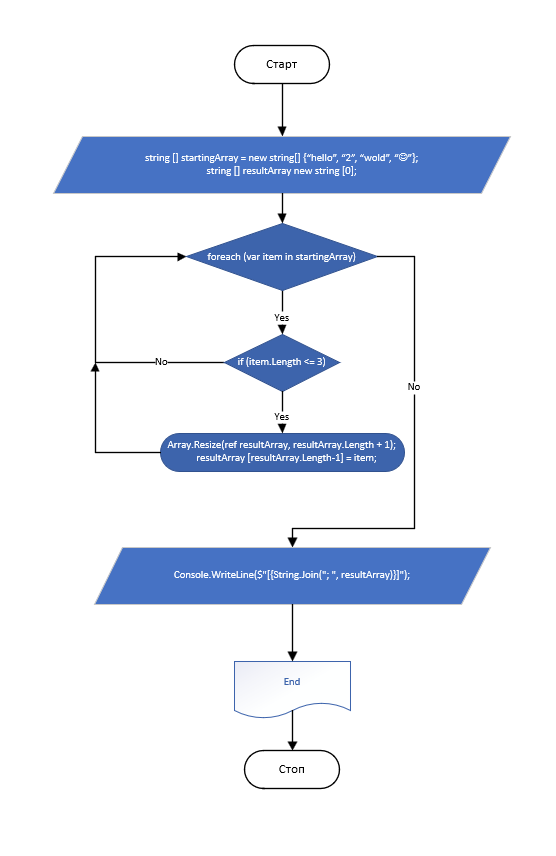 Старт
string [] startingArray = new string[] {“hello”, “2”, “wold”, “😊”};
string [] resultArray new string [0];
foreach (var item in startingArray)
Yes
No
if (item.Length <= 3)
No
Yes
Array.Resize(ref resultArray, resultArray.Length + 1);
resultArray [resultArray.Length-1] = item;
Console.WriteLine($"[{String.Join("; ", resultArray)}]");
End
Стоп